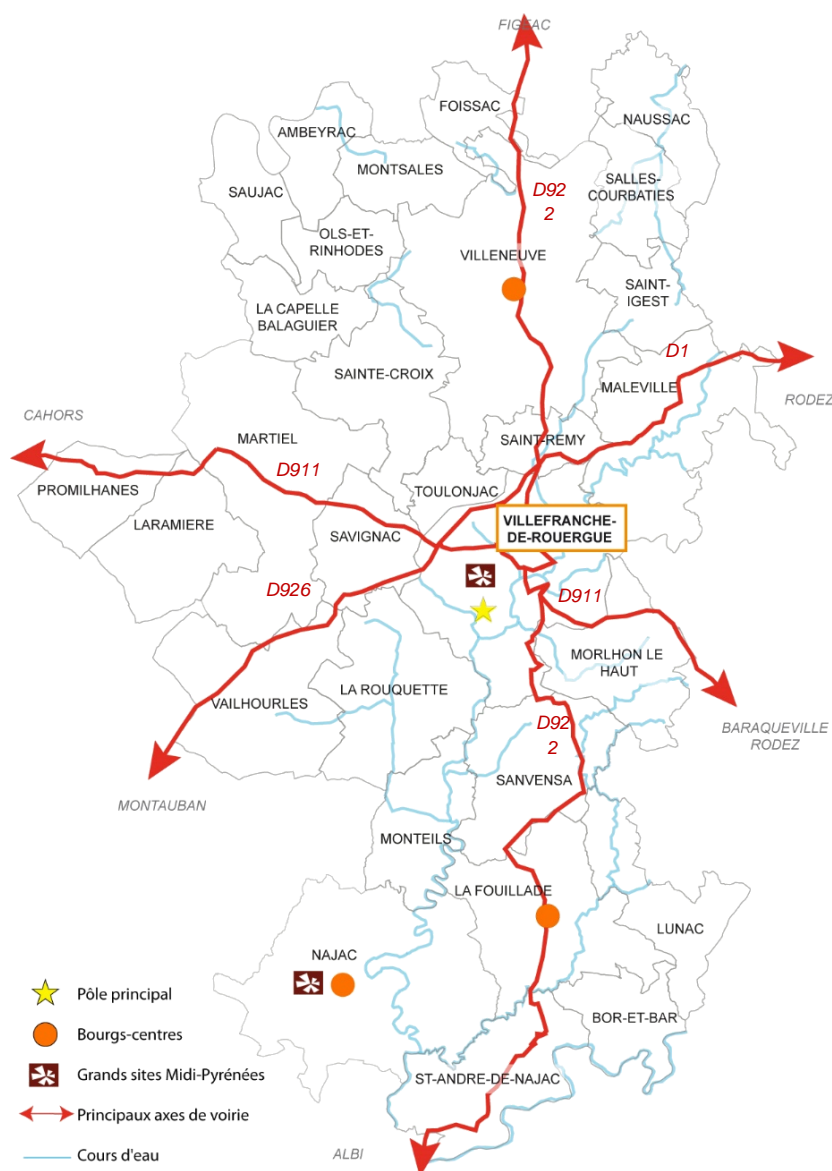 FIGEAC
FOISSAC
NAUSSAC
AMBEYRAC
MONTSALES
SALLES-
COURBATIES
SAUJAC
D92
2
OLS-ET-
RINHODES
VILLENEUVE
SAINT-
IGEST
LA CAPELLE
BALAGUIER
D1
SAINTE-CROIX
MALEVILLE
RODEZ
CAHORS
MARTIEL
SAINT-REMY
D911
PROMILHANES
TOULONJAC
LARAMIERE
SAVIGNAC
VILLEFRANCHE-
DE-ROUERGUE
D926
D911
MORLHON LE
HAUT
LA ROUQUETTE
VAILHOURLES
D92
2
BARAQUEVILLE
RODEZ
SANVENSA
MONTAUBAN
MONTEILS
LA FOUILLADE
LUNAC
NAJAC
Pôle principal
BOR-ET-BAR
Bourgs-centres
Grands sites Midi-Pyrénées
ST-ANDRE-DE-NAJAC
Principaux axes de voirie
ALBI
Cours d'eau